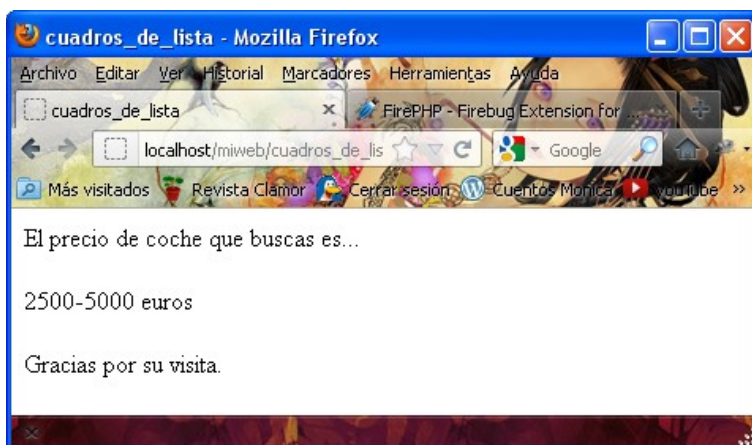 cuadros_de_lista - Mozilla Firefox
Archivo Editar Ver Historial Marcadores Herramientas Ayuda
cuadros_de_lista FirePHP - Firebug Extension for ...
localhost/miweb/cuadros_de_lis Google
Más visitados Revista Clamor Cerrar sesión Cuentos Monica youtube »
El precio de coche que buscas es...
2500-5000 euros
Gracias por su visita.